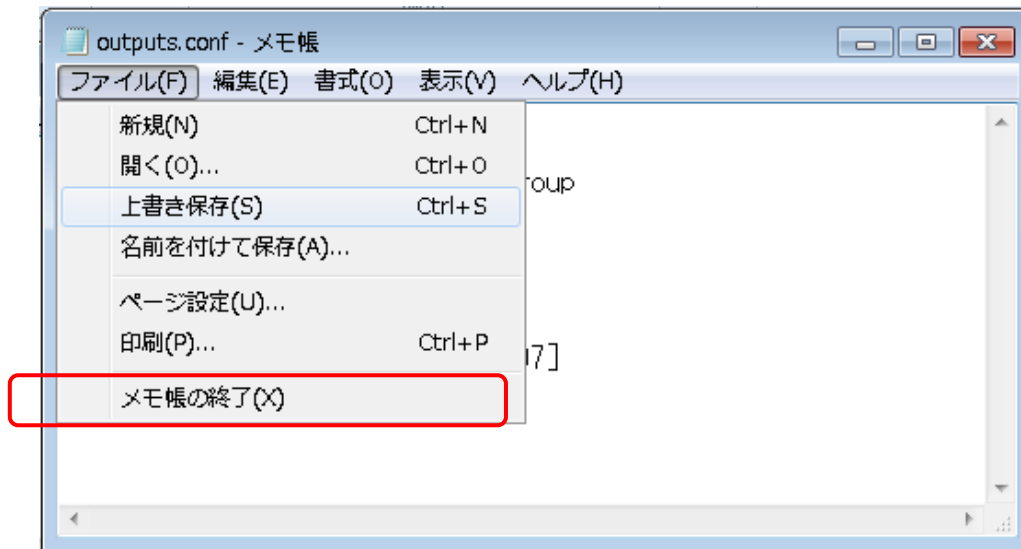 outputs.conf - メモ帳
ファイル(F) 編集(E) 書式(O) 表示(V) ヘルプ(H)
新規(N) Ctrl+N
開く(O)... Ctrl+O
上書き保存(S) Ctrl+S
名前を付けて保存(A)...
ページ設定(U)...
印刷(P)... Ctrl+P
メモ帳の終了(X)